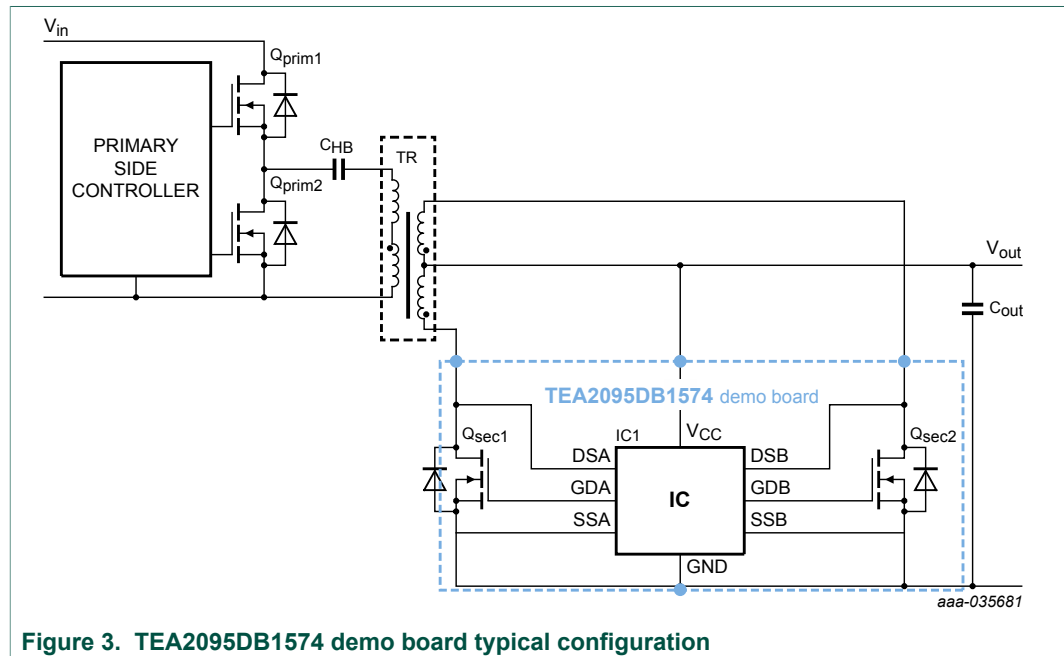 Vin
Qprim1
PRIMARY
SIDE
CONTROLLER
CHB
TR
Qprim2
Vout
Cout
TEA2095DB1574 demo board
Qsec1
IC1
VCC
Qsec2
DSA
DSB
GDA
IC
GDB
SSA
SSB
GND
aaa-035681
Figure 3. TEA2095DB1574 demo board typical configuration